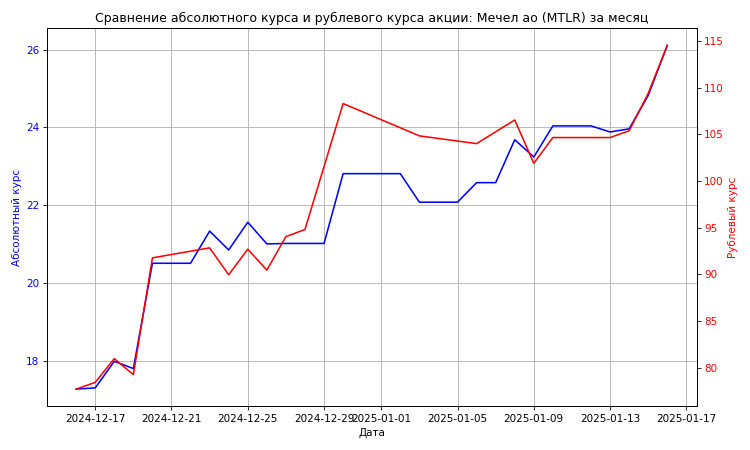 Сравнение абсолютного курса и рублевого курса акции: Мечел ао (MTLR) за месяц
Абсолютный курс
26
24
22
20
18
115
110
105
100
95
90
85
80
Рублевый курс
2024-12-17 2024-12-21 2024-12-25 2024-12-29 2025-01-01 2025-01-05 2025-01-09 2025-01-13 2025-01-17
Дата